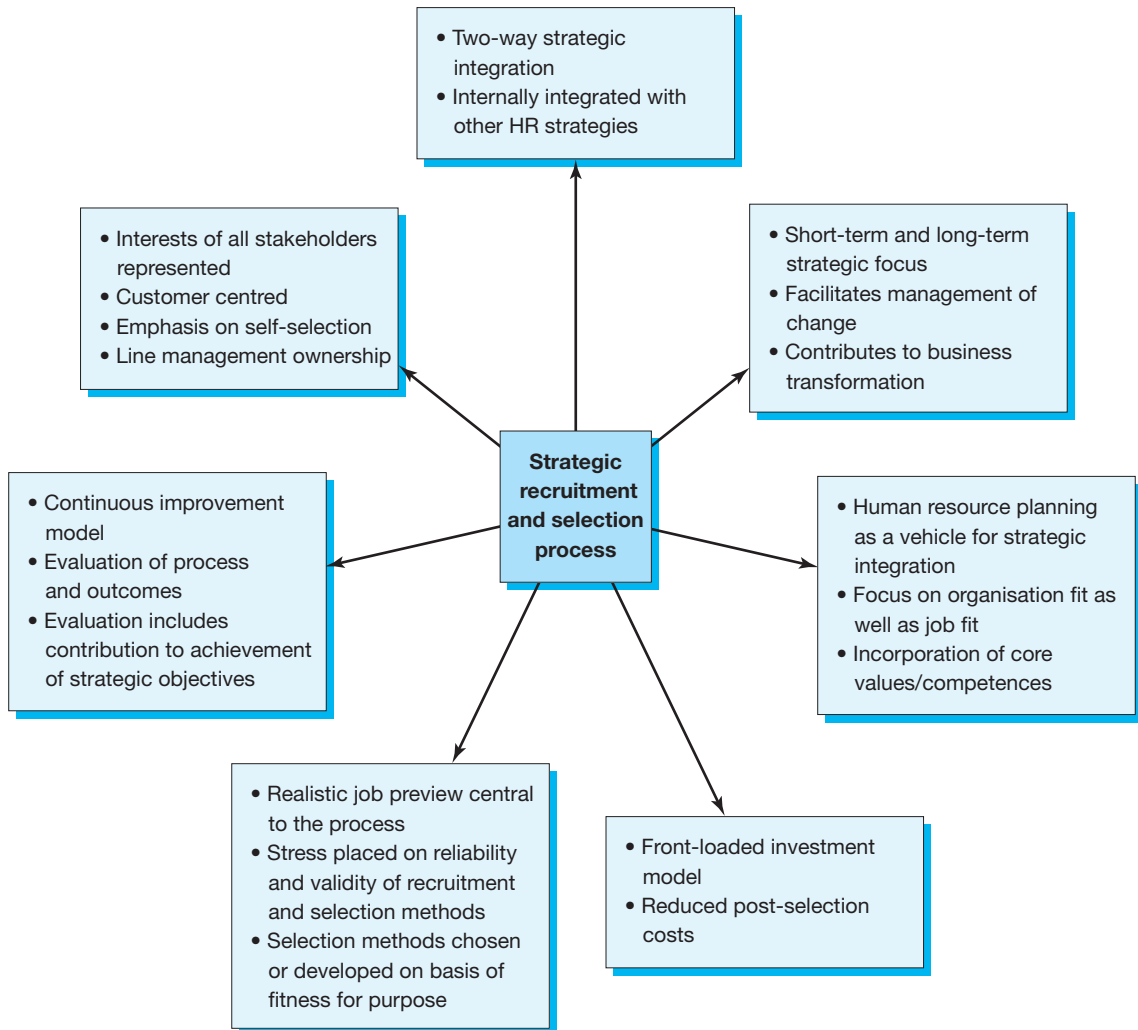 • Two-way strategic
integration
• Internally integrated with
other HR strategies
• Interests of all stakeholders
represented
• Customer centred
• Emphasis on self-selection
• Line management ownership
• Short-term and long-term
strategic focus
• Facilitates management of
change
• Contributes to business
transformation
Strategic
recruitment
and selection
process
• Continuous improvement
model
• Evaluation of process
and outcomes
• Evaluation includes
contribution to achievement
of strategic objectives
• Human resource planning
as a vehicle for strategic
integration
• Focus on organisation fit as
well as job fit
• Incorporation of core
values/competences
• Realistic job preview central
to the process
• Stress placed on reliability
and validity of recruitment
and selection methods
• Selection methods chosen
or developed on basis of
fitness for purpose
• Front-loaded investment
model
• Reduced post-selection
costs